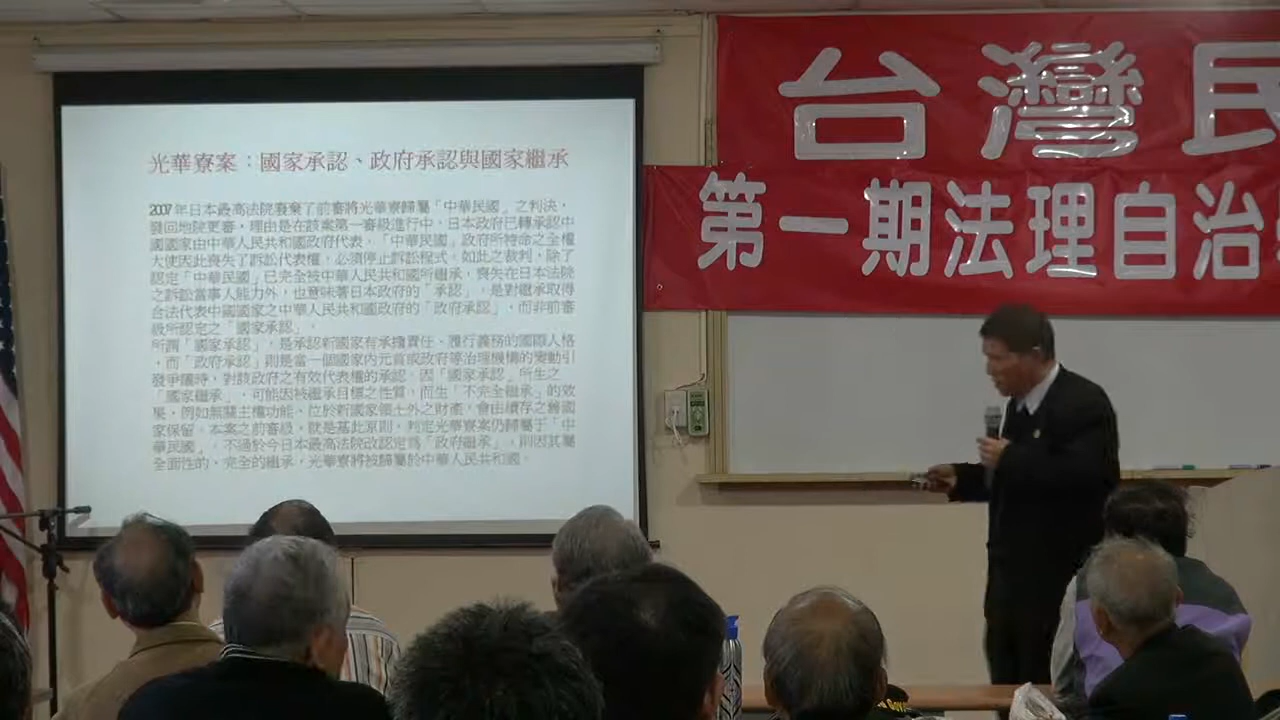 光華寮案：國家承認、政府承認與國家繼承
2007年日本最高法院廢棄了前審將光華寮歸屬「中華民國」之判決，
發回地院更審，理由是在該案第一審級進行中，日本政府已轉承認中
國國家由中華人民共和國政府代表，「中華民國」政府所特命之全權
大使因此喪失了訴訟代表權，必須停止訴訟程式。如此之裁判，除了
認定「中華民國」已完全被中華人民共和國所繼承，喪失在日本法院
之訴訟當事人能力外，也意味著日本政府的「承認」，是對繼承取得
合法代表中國國家之中華人民共和國政府的「政府承認」，而非前審
級所認定之「國家承認」。
所謂「國家承認」，是承認新國家有承擔責任、履行義務的國際人格
，而「政府承認」則是當一個國家內元首或政府等治理機構的變動引
發爭議時，對該政府之有效代表權的承認。因「國家承認」所生之
「國家繼承」，可能因被繼承目標之性質，而生「不完全繼承」的效
果，例如無關主權功能、位於新國家領土外之財產，會由續存之舊國
家保留。本案之前審級，就是基此原則，判定光華寮案仍歸屬于「中
華民國」。不過於今日本最高法院改認定為「政府繼承」，則因其屬
全面性的、完全的繼承，光華寮將被歸屬於中華人民共和國。
台灣民
第一期法理自治